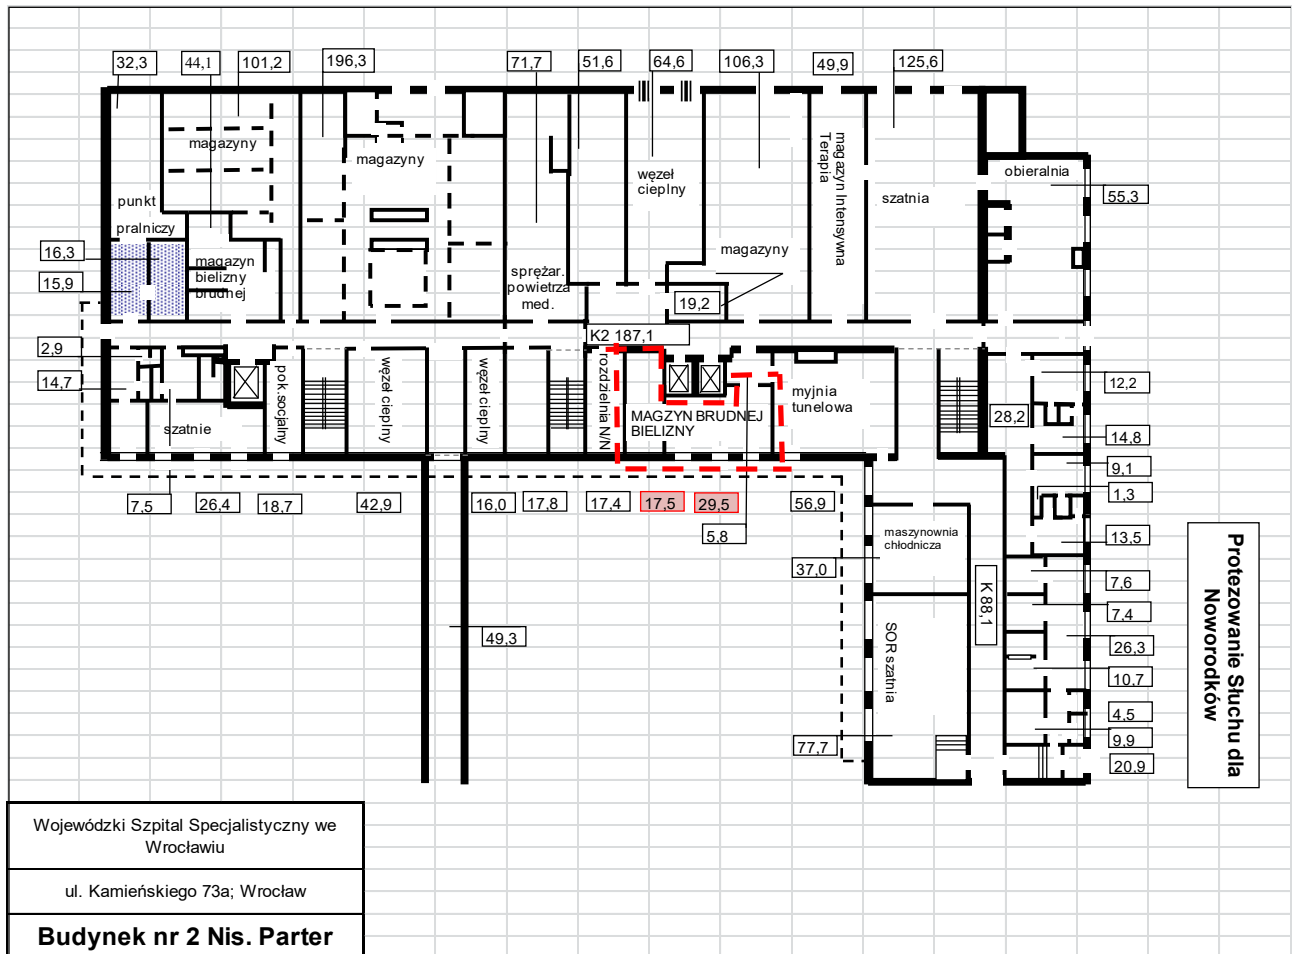 32,3
44,1
101,2
196,3
71,7
51,6
64,6
106,3
49,9
125,6
magazyny
magazyny
węzeł
cieplny
magazyn Intensywna
Terapia
szatnia
obieralnia
55,3
punkt
pralniczy
magazyn
bielizny
brudnej
16,3
15,9
sprężar.
powietrza
med.
magazyny
19,2
K2 187,1
2,9
14,7
szatnie
pok.socjalny
węzeł cieplny
węzeł cieplny
rozdzielnia N/N
MAGZYN BRUDNEJ
BIELIZNY
myjnia
tunelowa
28,2
12,2
14,8
9,1
1,3
13,5
7,6
7,4
26,3
10,7
4,5
9,9
20,9
7,5
26,4
18,7
42,9
16,0
17,8
17,4
17,5
29,5
5,8
56,9
maszynownia
chłodnicza
37,0
K 88,1
SOR szatnia
77,7
49,3
Protezowanie Słuchu dla
Noworodków
Wojewódzki Szpital Specjalistyczny we
Wrocławiu
ul. Kamieńskiego 73a; Wrocław
Budynek nr 2 Nis. Parter